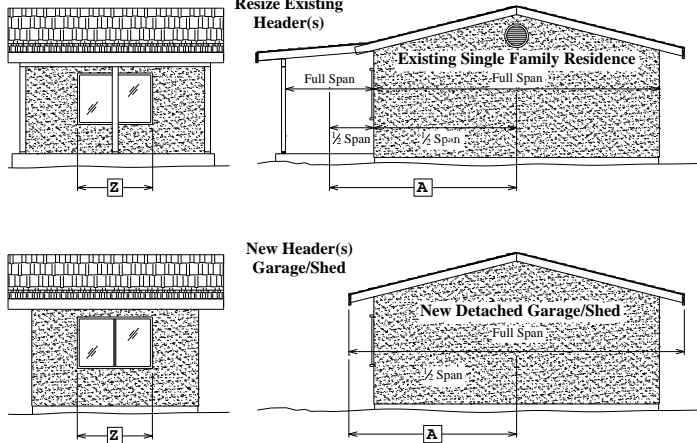 Resize Existing
Header(s)
Existing Single Family Residence
Full Span
Full Span
½ Span
½ Span
Z
A
New Header(s)
Garage/Shed
New Detached Garage/Shed
Full Span
½ Span
Z
A